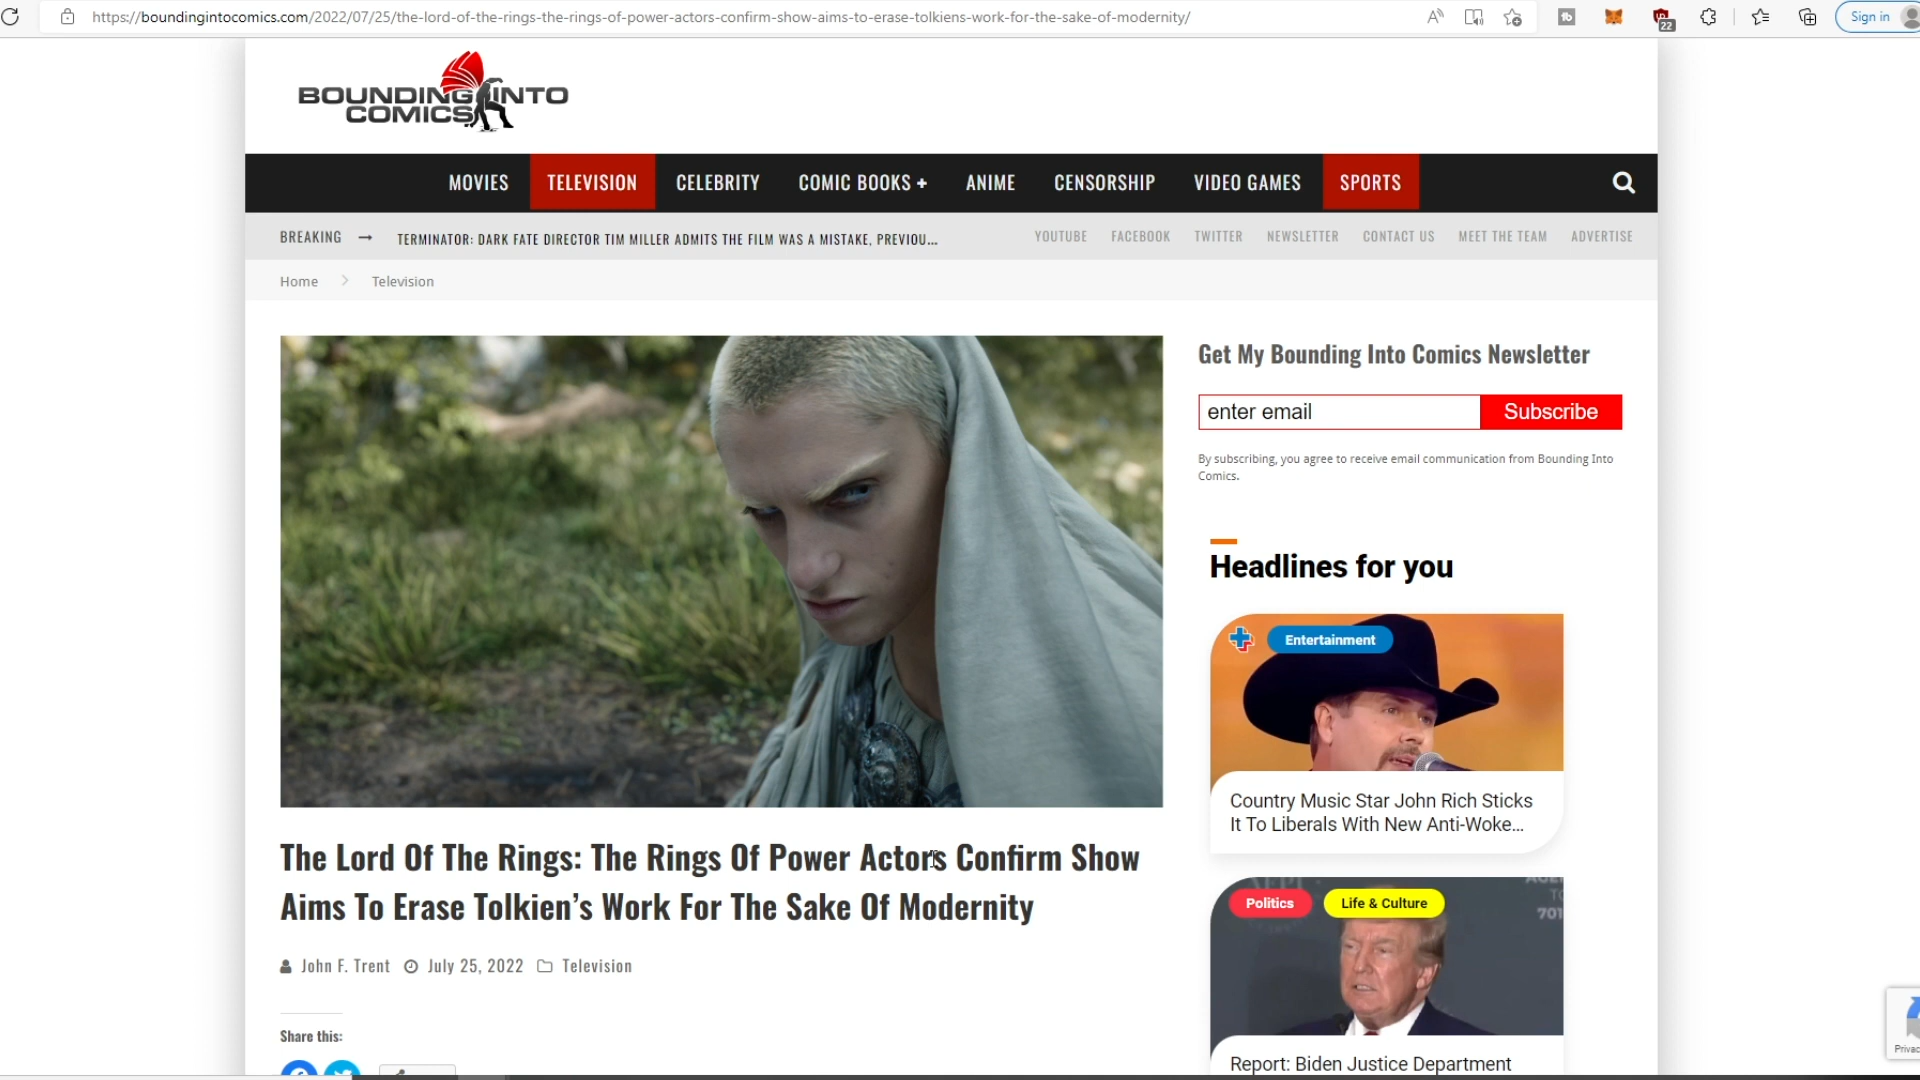 https://boundingintocomics.com/2022/07/25/the-lord-of-the-rings-the-rings-of-power-actors-confirm-show-aims-to-erase-tolkiens-work-for-the-sake-of-modernity/
22
Sign in
BOUNDING INTO
COMICS
MOVIES TELEVISION CELEBRITY COMIC BOOKS + ANIME CENSORSHIP VIDEO GAMES SPORTS
BREAKING → TERMINATOR: DARK FATE DIRECTOR TIM MILLER ADMITS THE FILM WAS A MISTAKE, PREVIOU...
YOUTUBE FACEBOOK TWITTER NEWSLETTER CONTACT US MEET THE TEAM ADVERTISE
Home > Television
The Lord Of The Rings: The Rings Of Power Actors Confirm Show
Aims To Erase Tolkien’s Work For The Sake Of Modernity
John F. Trent July 25, 2022 Television
Share this:
Get My Bounding Into Comics Newsletter
enter email Subscribe
By subscribing, you agree to receive email communication from Bounding Into
Comics.
Headlines for you
Entertainment
Country Music Star John Rich Sticks
It To Liberals With New Anti-Woke...
Politics Life & Culture
701
Report: Biden Justice Department